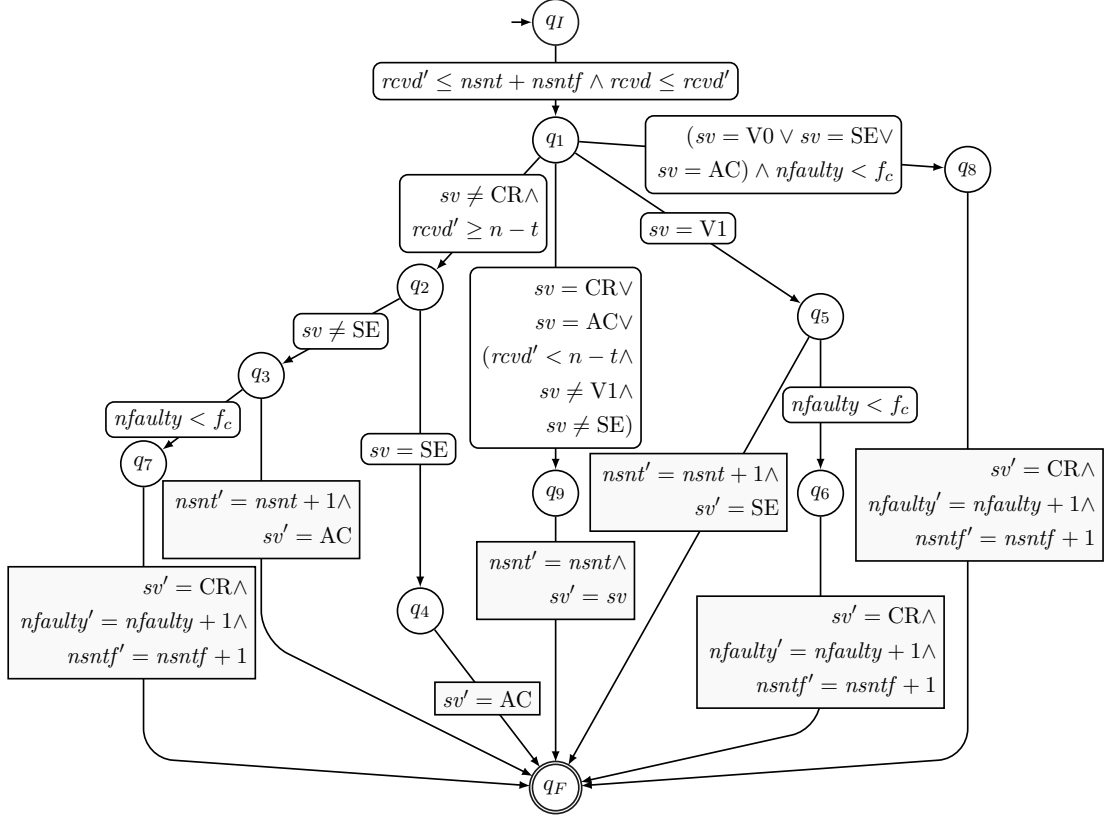 q_I
rcvd′ ≤ nsnt + nsntf ∧ rcvd ≤ rcvd′
q_1
(sv = V0 ∨ sv = SE∨
sv = AC) ∧ nfaulty < f_c
q_8
sv ≠ CR∧
rcvd′ ≥ n − t
sv = V1
q_2
sv = CR∨
sv = AC∨
(rcvd′ < n − t∧
sv ≠ V1∧
sv ≠ SE)
q_5
sv ≠ SE
q_3
nfaulty < f_c
nfaulty < f_c
sv = SE
q_7
q_9
q_6
nsnt′ = nsnt + 1∧
sv′ = AC
nsnt′ = nsnt + 1∧
sv′ = SE
sv′ = CR∧
nfaulty′ = nfaulty + 1∧
nsntf′ = nsntf + 1
nsnt′ = nsnt∧
sv′ = sv
sv′ = CR∧
nfaulty′ = nfaulty + 1∧
nsntf′ = nsntf + 1
q_4
sv′ = CR∧
nfaulty′ = nfaulty + 1∧
nsntf′ = nsntf + 1
sv′ = AC
q_F